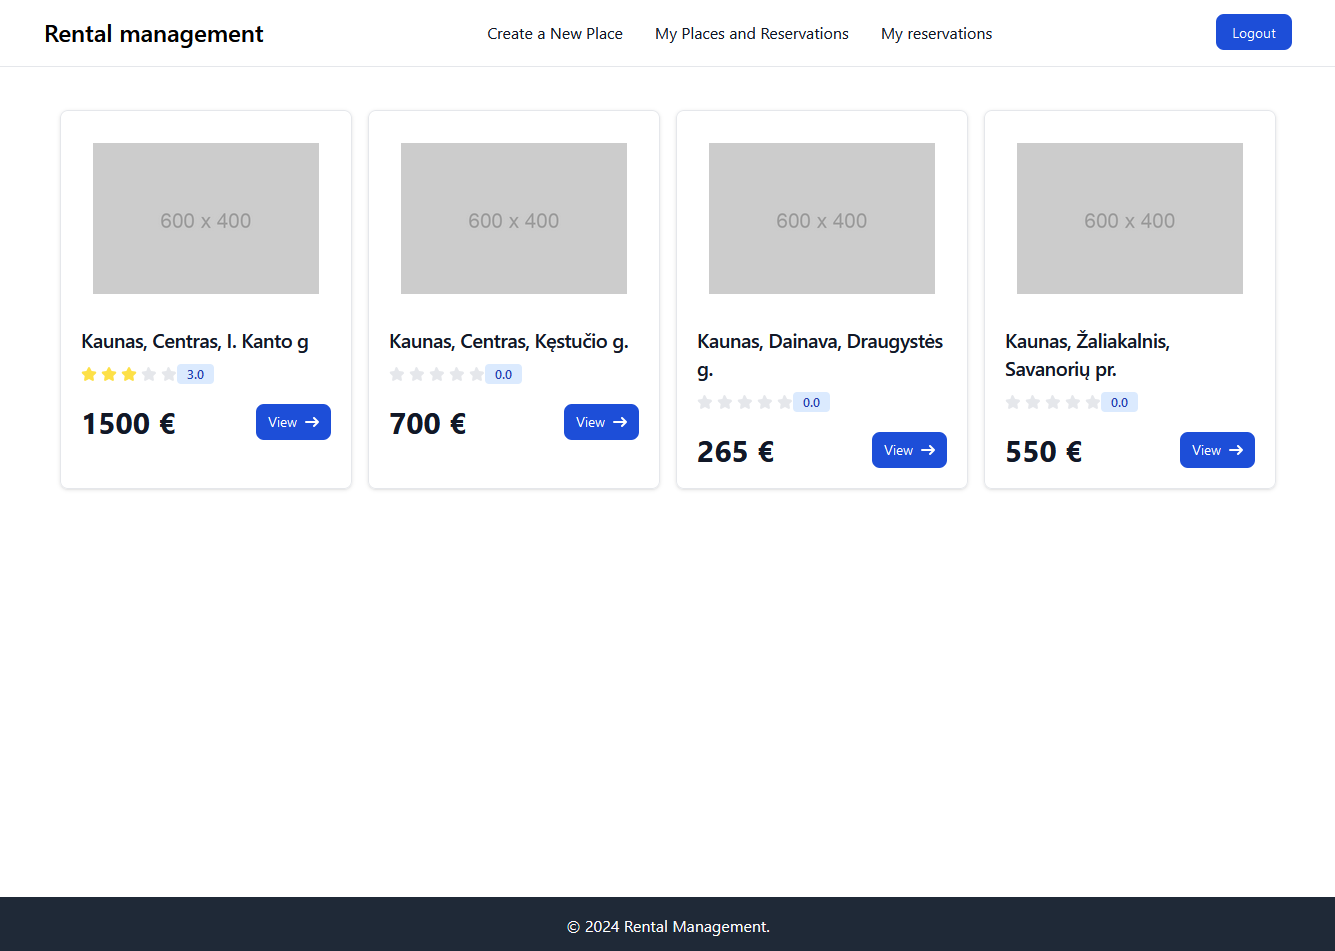 Rental management
Create a New Place
My Places and Reservations
My reservations
Logout
600 x 400
Kaunas, Centras, I. Kanto g
3.0
1500 €
View
600 x 400
Kaunas, Centras, Kęstučio g.
0.0
700 €
View
600 x 400
Kaunas, Dainava, Draugystės
g.
0.0
265 €
View
600 x 400
Kaunas, Žaliakalnis,
Savanorių pr.
0.0
550 €
View
© 2024 Rental Management.